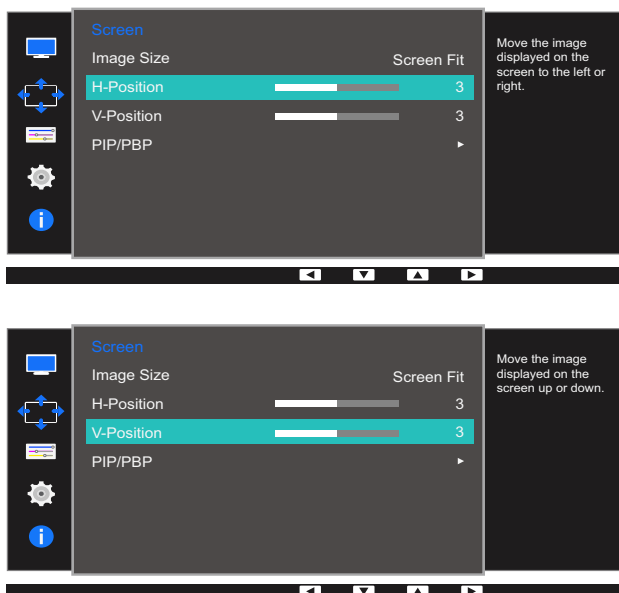 Screen
Image Size Screen Fit
H-Position 3
V-Position 3
PIP/PBP
Move the image
displayed on the
screen to the left or
right.
Screen
Image Size Screen Fit
H-Position 3
V-Position 3
PIP/PBP
Move the image
displayed on the
screen up or down.